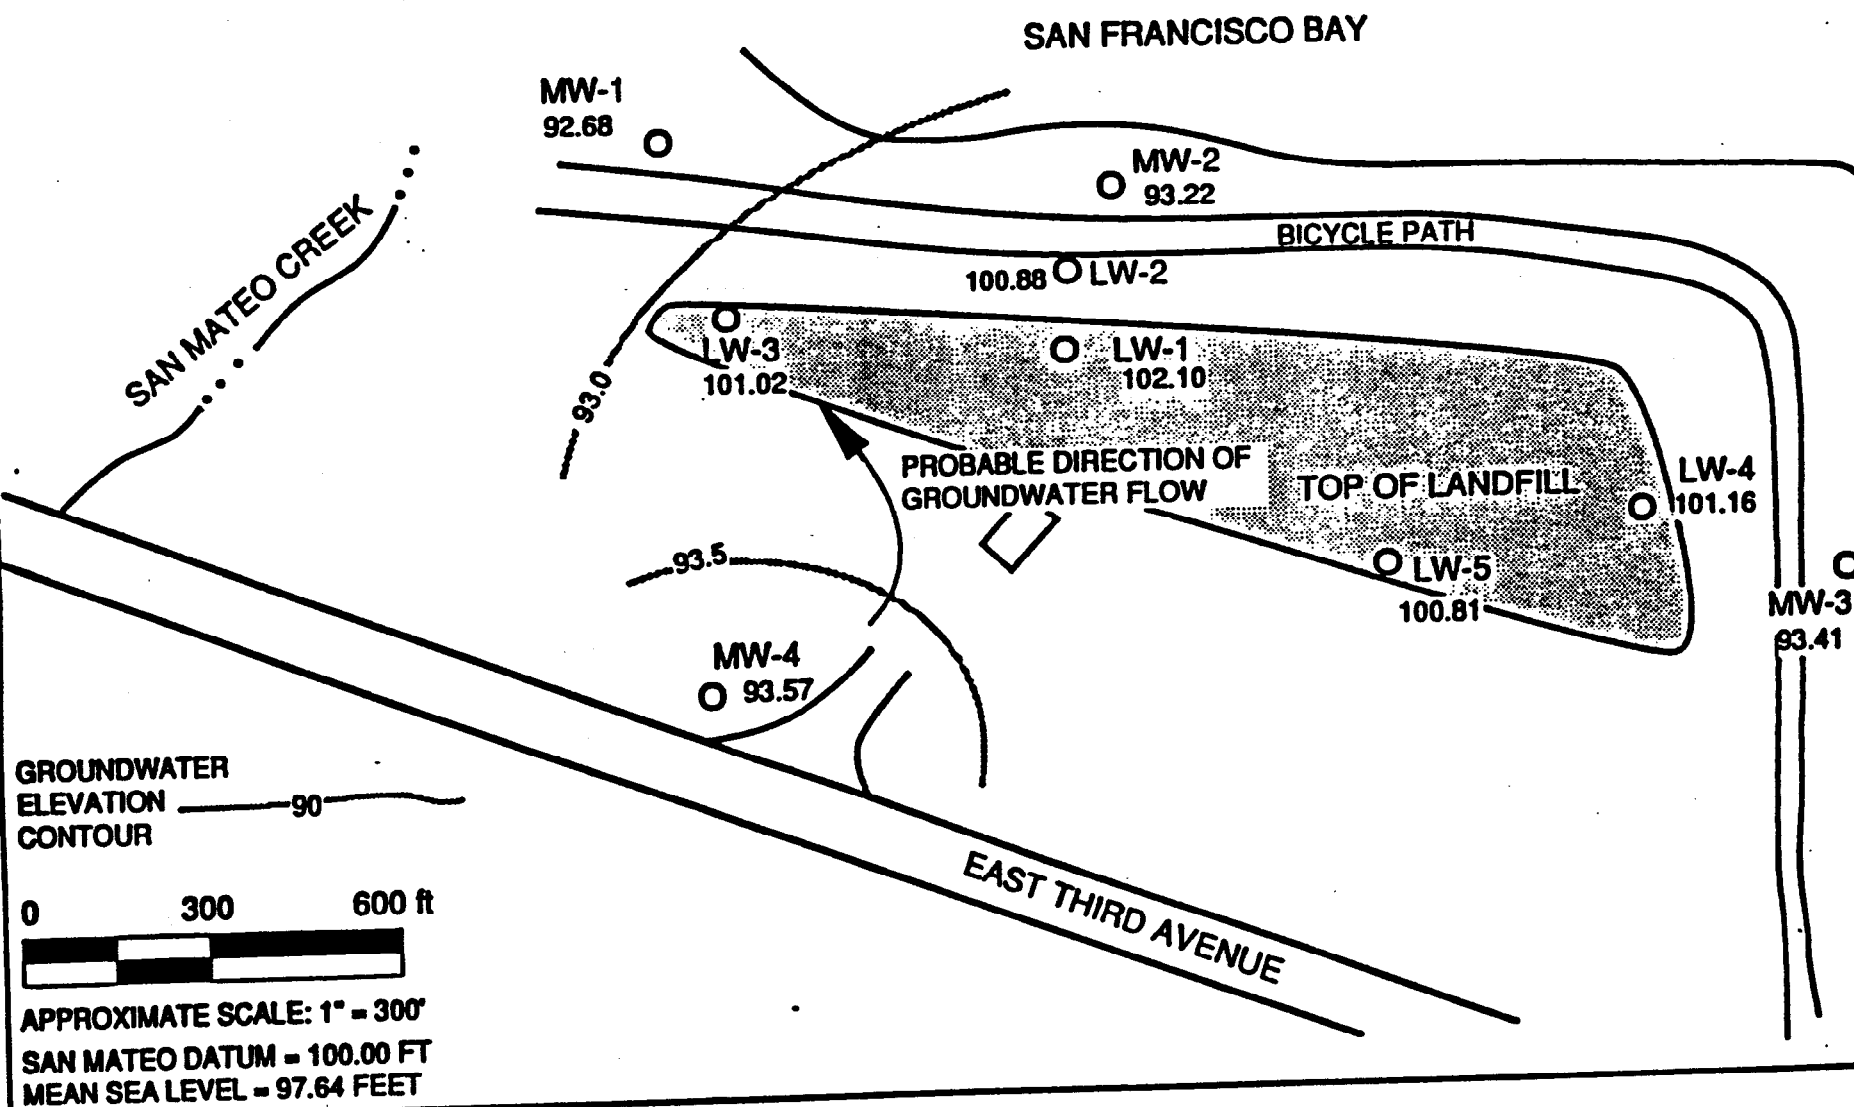 SAN FRANCISCO BAY
MW-1
92.68
MW-2
93.22
SAN MATEO CREEK
BICYCLE PATH
100.88
LW-2
LW-3
101.02
LW-1
102.10
93.0
PROBABLE DIRECTION OF
GROUNDWATER FLOW
TOP OF LANDFILL
LW-4
101.16
93.5
LW-5
100.81
MW-3
93.41
MW-4
93.57
GROUNDWATER
ELEVATION
CONTOUR
90
EAST THIRD AVENUE
0 300 600 ft
APPROXIMATE SCALE: 1" = 300'
SAN MATEO DATUM = 100.00 FT
MEAN SEA LEVEL = 97.64 FEET